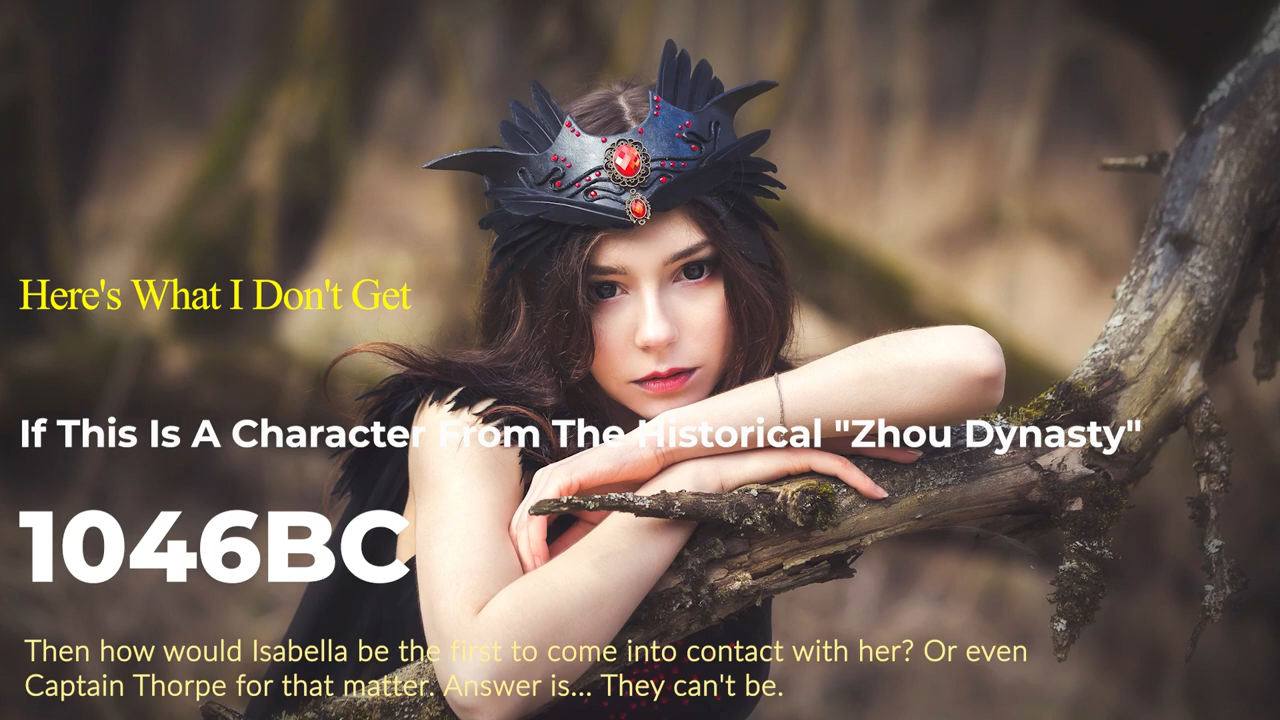 Here's What I Don't Get
If This Is A Character From The Historical "Zhou Dynasty"
1046BC
Then how would Isabella be the first to come into contact with her? Or even
Captain Thorpe for that matter. Answer is... They can't be.